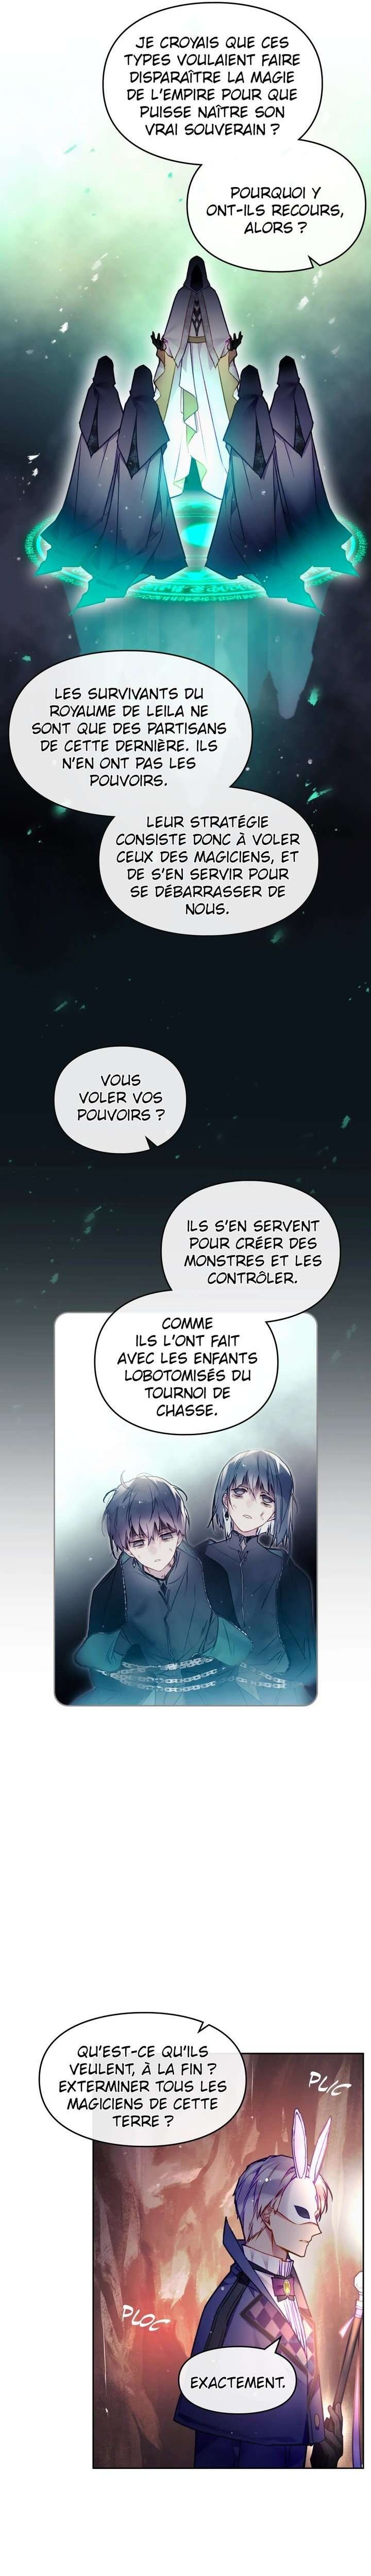 JE CROYAIS QUE CES
TYPES VOULAIENT FAIRE
DISPARAÎTRE LA MAGIE
DE L'EMPIRE POUR QUE
PUISSE NAÎTRE SON
VRAI SOUVERAIN ?
POURQUOI Y
ONT-ILS RECOURS,
ALORS ?
LES SURVIVANTS DU
ROYAUME DE LEILA NE
SONT QUE DES PARTISANS
DE CETTE DERNIÈRE. ILS
N'EN ONT PAS LES
POUVOIRS.
LEUR STRATÉGIE
CONSISTE DONC À VOLER
CEUX DES MAGICIENS, ET
DE S'EN SERVIR POUR
SE DÉBARRASSER DE
NOUS.
VOUS
VOLER VOS
POUVOIRS ?
ILS S'EN SERVENT
POUR CRÉER DES
MONSTRES ET LES
CONTRÔLER.
COMME
ILS L'ONT FAIT
AVEC LES ENFANTS
LOBOTOMISÉS DU
TOURNOI DE
CHASSE.
QU'EST-CE QU'ILS
VEULENT, À LA FIN ?
EXTERMINER TOUS LES
MAGICIENS DE CETTE
TERRE ?
PLIC
PLOC
EXACTEMENT.